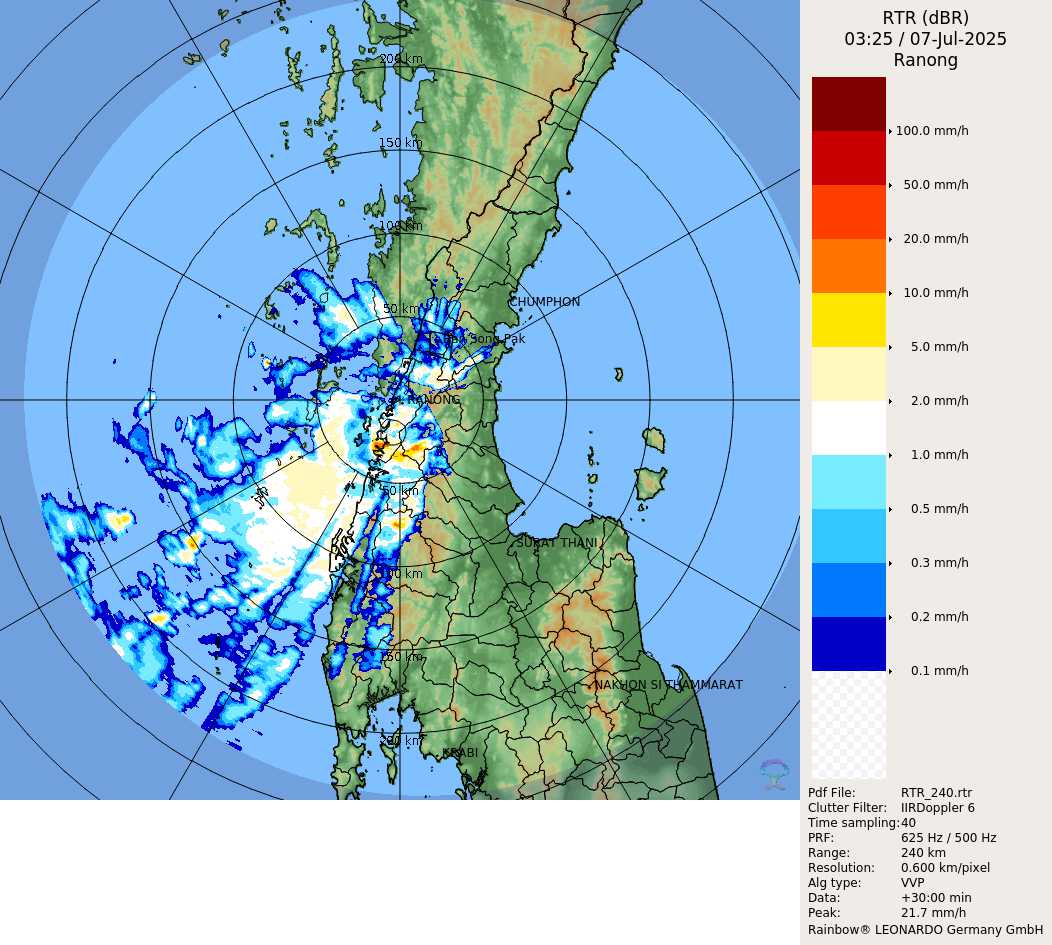 RTR (dBR)
03:25 / 07-Jul-2025
Ranong
100.0 mm/h
50.0 mm/h
20.0 mm/h
10.0 mm/h
5.0 mm/h
2.0 mm/h
1.0 mm/h
0.5 mm/h
0.3 mm/h
0.2 mm/h
0.1 mm/h
Pdf File: RTR_240.rtr
Clutter Filter: IIRDoppler 6
Time sampling: 40
PRF: 625 Hz / 500 Hz
Range: 240 km
Resolution: 0.600 km/pixel
Alg type: VVP
Data: +30:00 min
Peak: 21.7 mm/h
Rainbow® LEONARDO Germany GmbH
200 km
150 km
100 km
50 km
CHUMPHON
Ban Song Pak
RANONG
50 km
SURAT THANI
100 km
150 km
NAKHON SI THAMMARAT
200 km
KRABI